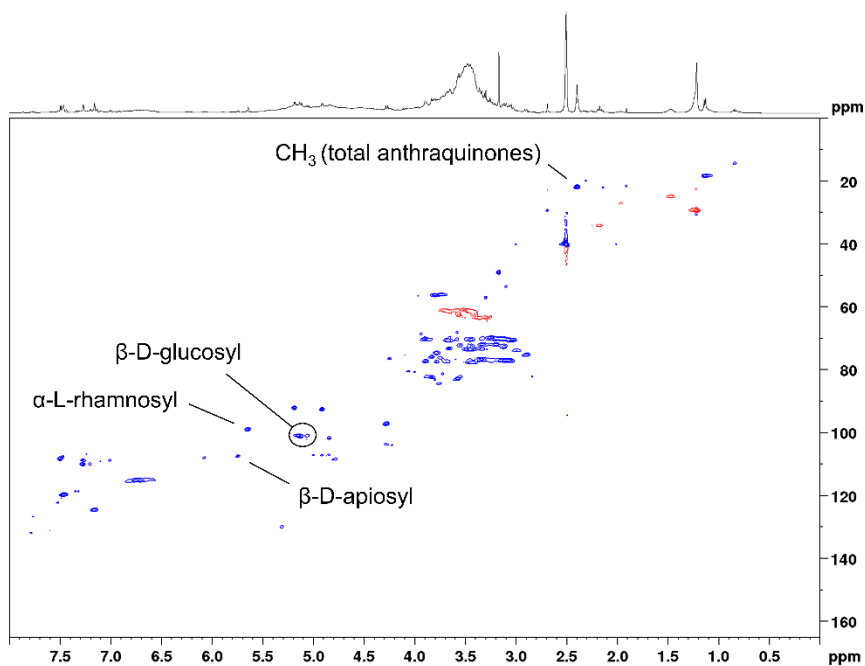 ppm
CH₃ (total anthraquinones)
20
40
60
β-D-glucosyl
80
α-L-rhamnosyl
100
β-D-apiosyl
120
140
160
7.5 7.0 6.5 6.0 5.5 5.0 4.5 4.0 3.5 3.0 2.5 2.0 1.5 1.0 0.5 ppm